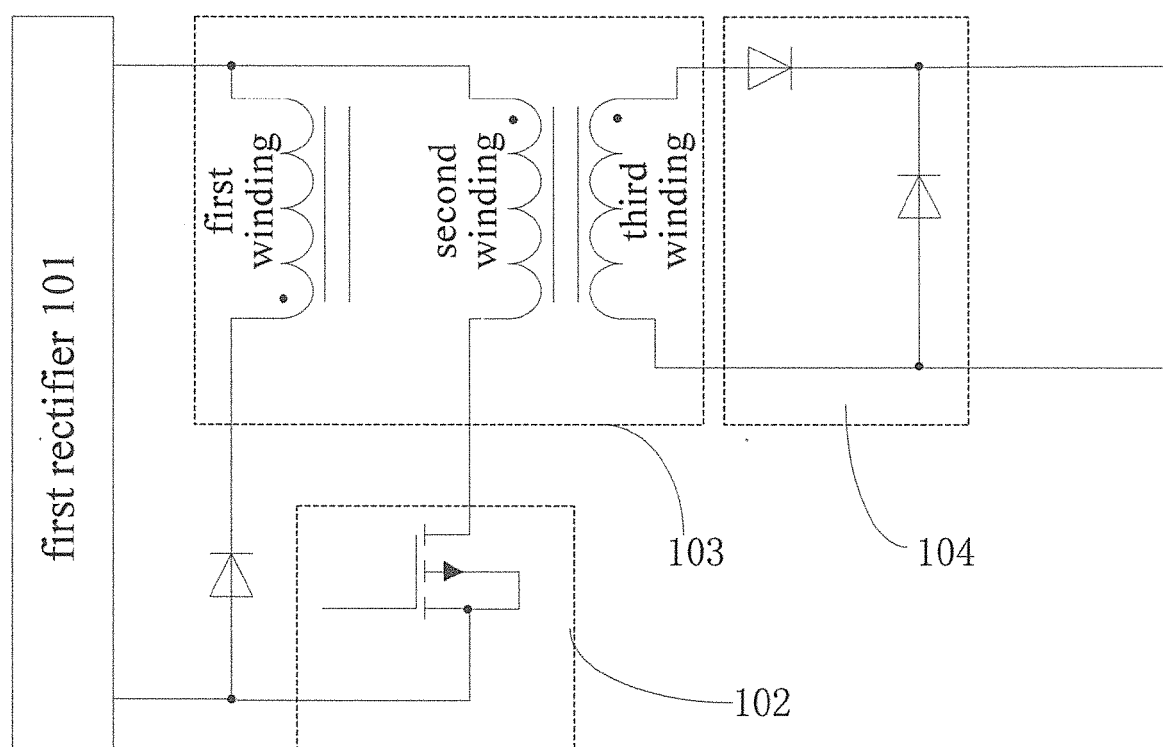 first rectifier 101
first
winding
second
winding
third
winding
103
104
102